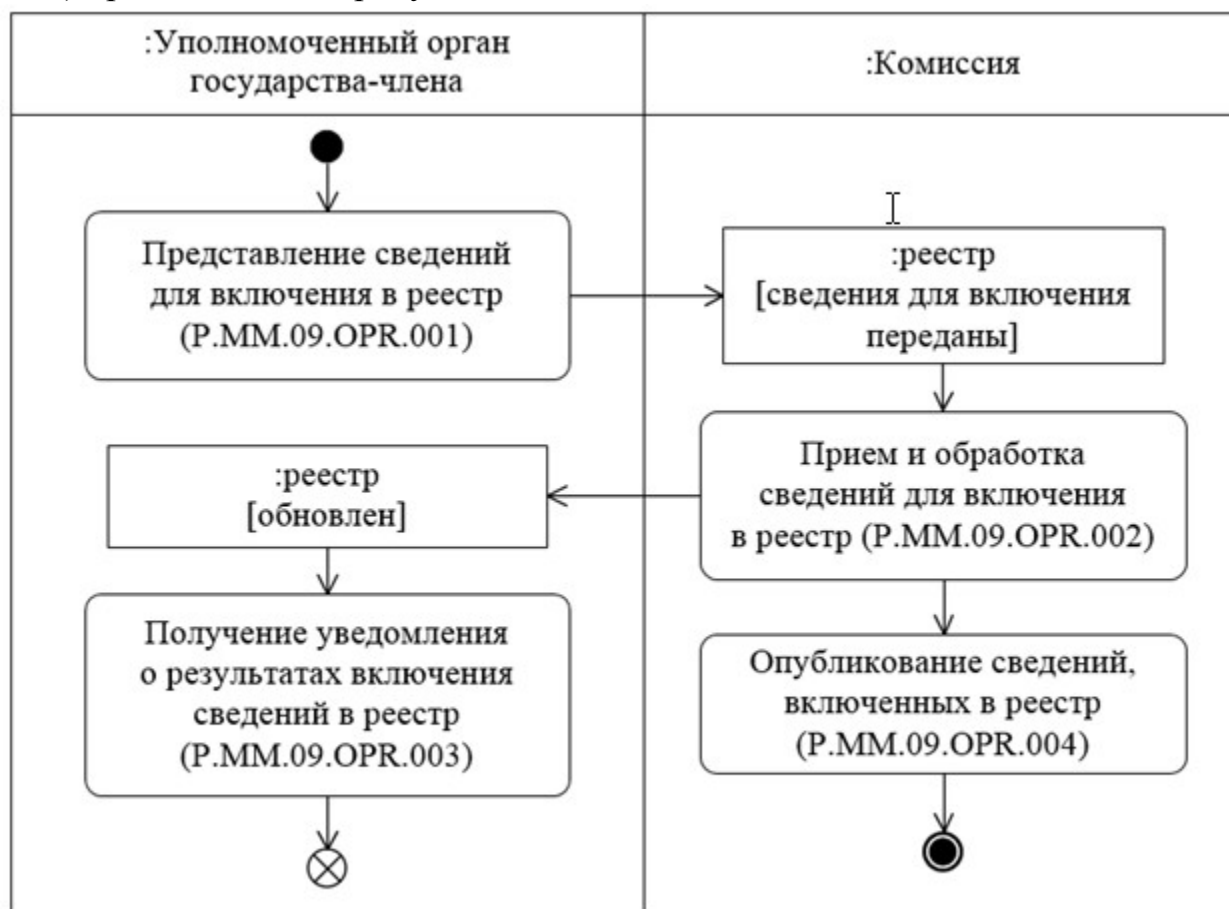 :Уполномоченный орган
государства-члена
:Комиссия
Представление сведений
для включения в реестр
(P.MM.09.OPR.001)
:реестр
[сведения для включения
переданы]
Прием и обработка
сведений для включения
в реестр (P.MM.09.OPR.002)
:реестр
[обновлен]
Получение уведомления
о результатах включения
сведений в реестр
(P.MM.09.OPR.003)
Опубликование сведений,
включенных в реестр
(P.MM.09.OPR.004)